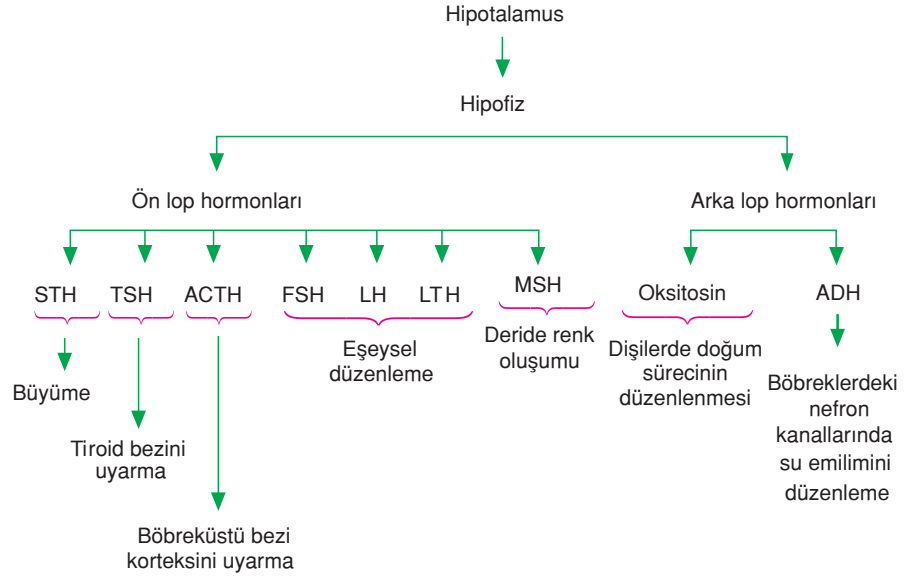 Hipotalamus
Hipofiz
Ön lop hormonları
Arka lop hormonları
STH
TSH
ACTH
FSH
LH
LTH
MSH
Oksitosin
ADH
Büyüme
Tiroid bezini
uyarma
Böbreküstü bezi
korteksini uyarma
Eşeysel
düzenleme
Deride renk
oluşumu
Dişilerde doğum
sürecinin
düzenlenmesi
Böbreklerdeki
nefron
kanallarında
su emilimini
düzenleme